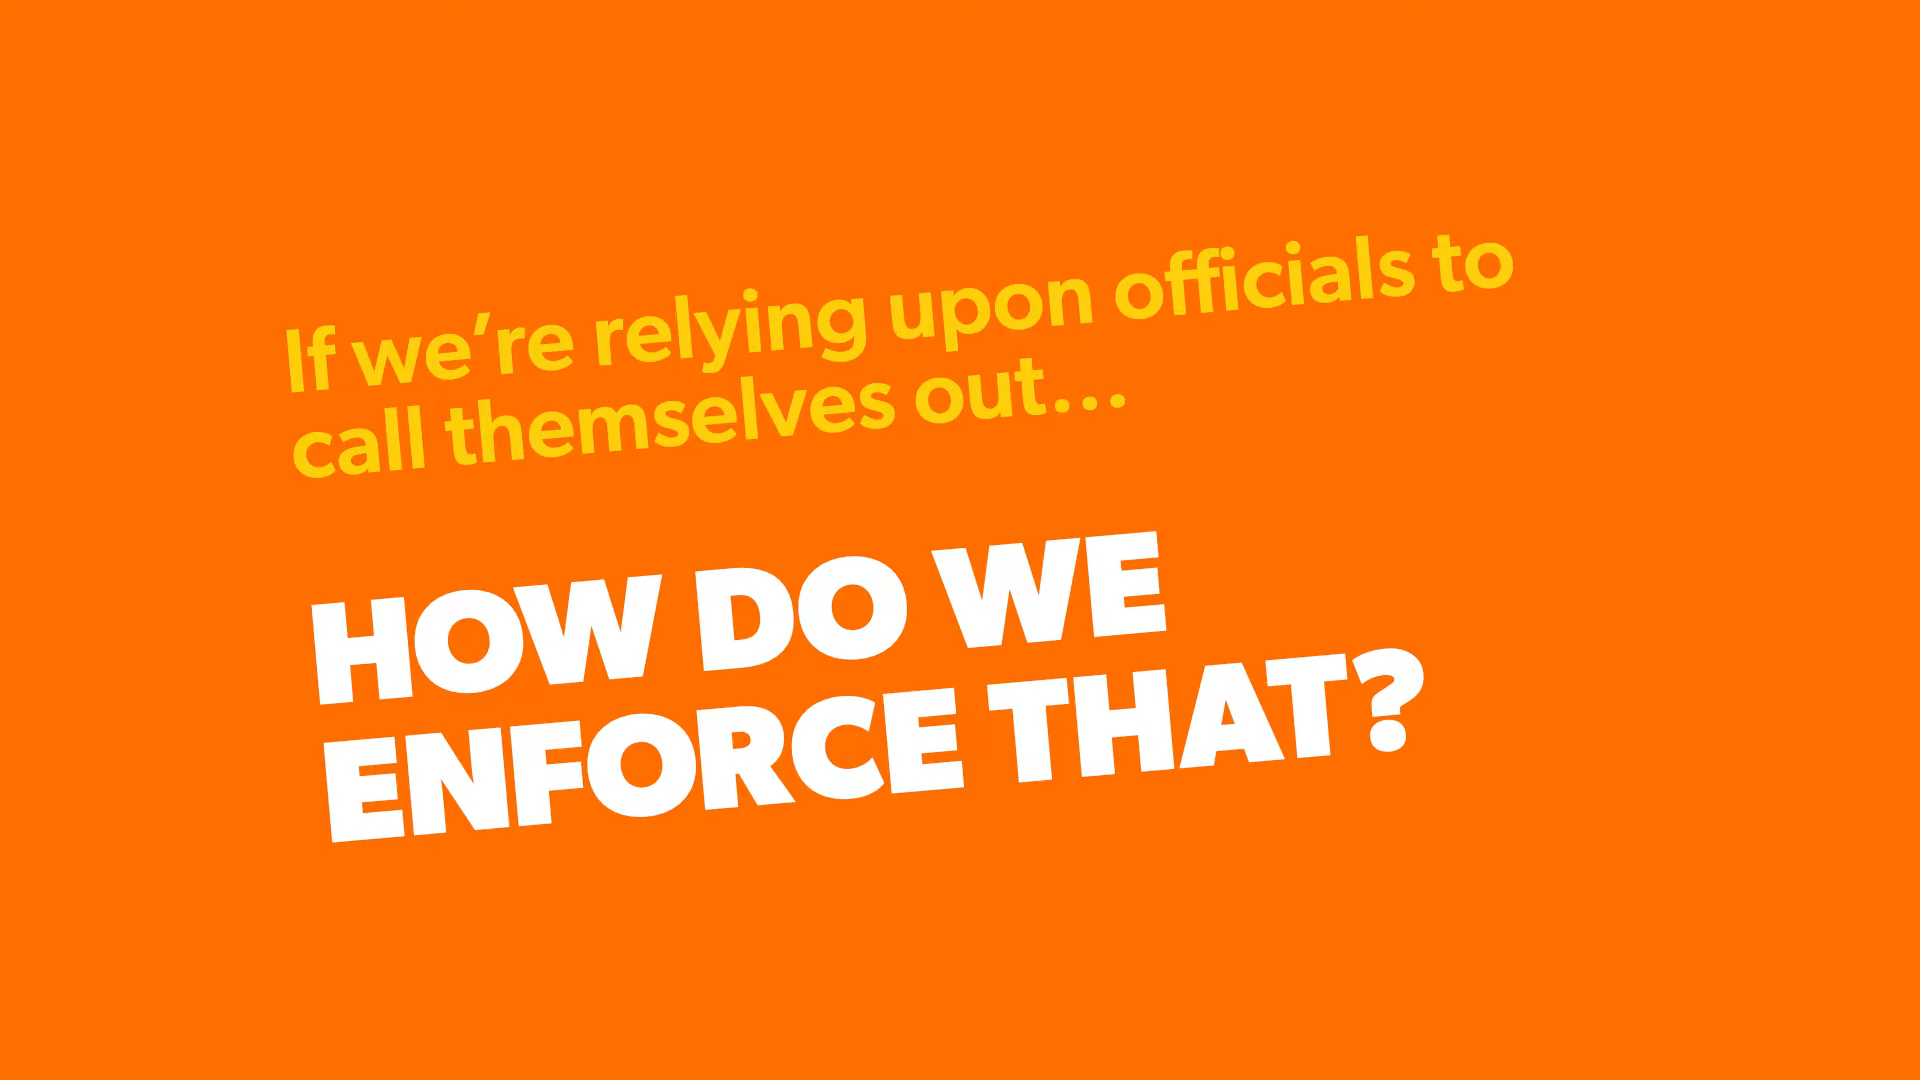 If we’re relying upon officials to
call themselves out…
HOW DO WE
ENFORCE THAT?